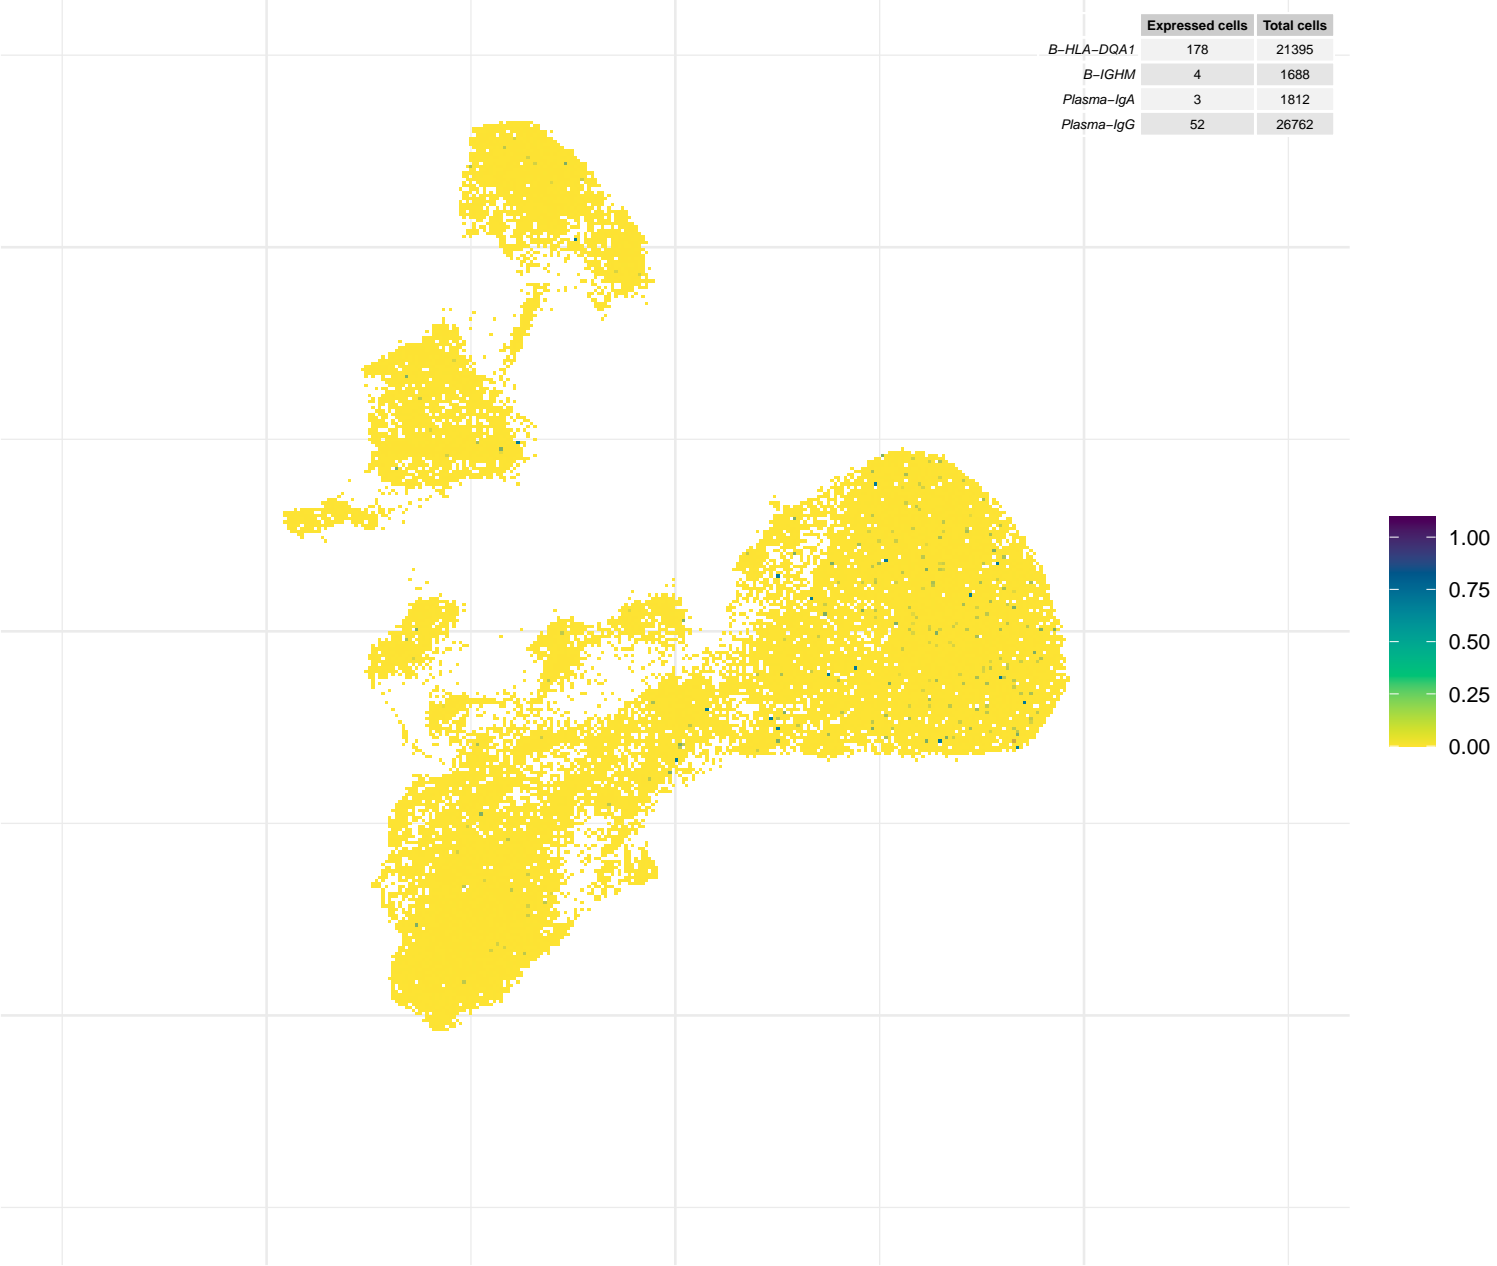 Expressed cells Total cells
B−HLA−DQA1 178 21395
B−IGHM 4 1688
Plasma−IgA 3 1812
Plasma−IgG 52 26762
1.00
0.75
0.50
0.25
0.00